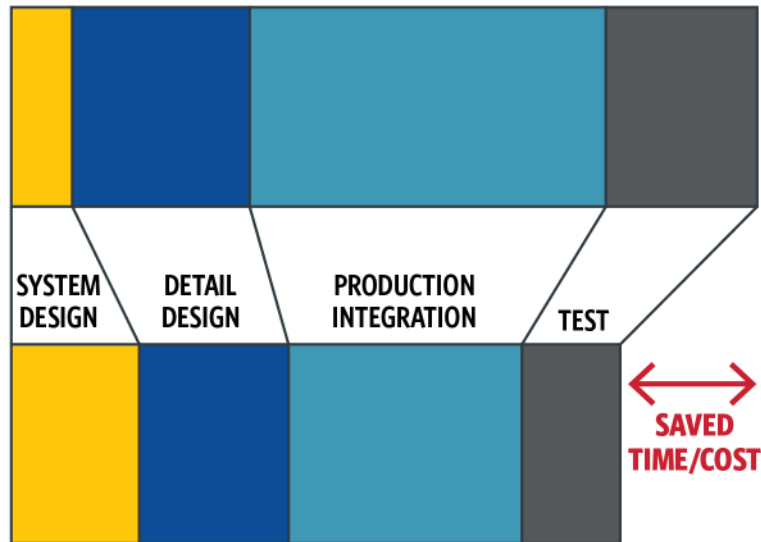 SYSTEM
DESIGN
DETAIL
DESIGN
PRODUCTION
INTEGRATION
TEST
SAVED
TIME/COST